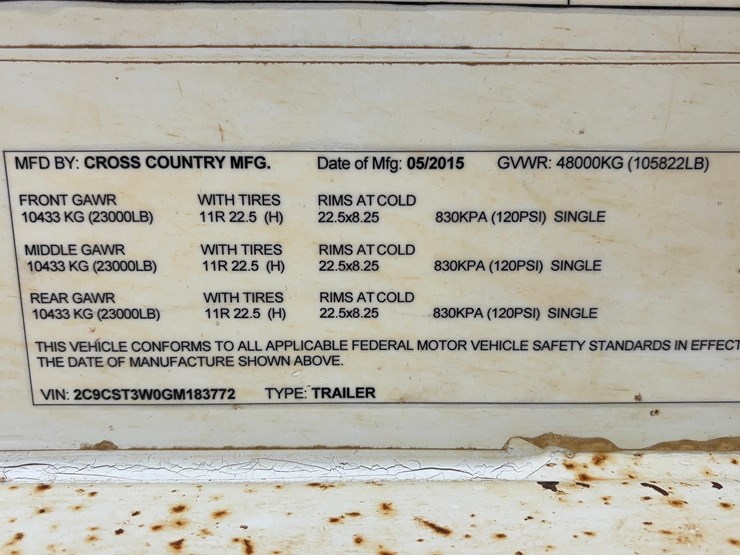 MFD BY: CROSS COUNTRY MFG. Date of Mfg: 05/2015 GVWR: 48000KG (105822LB)
FRONT GAWR WITH TIRES RIMS AT COLD
10433 KG (23000LB) 11R 22.5 (H) 22.5x8.25 830KPA (120PSI) SINGLE
MIDDLE GAWR WITH TIRES RIMS AT COLD
10433 KG (23000LB) 11R 22.5 (H) 22.5x8.25 830KPA (120PSI) SINGLE
REAR GAWR WITH TIRES RIMS AT COLD
10433 KG (23000LB) 11R 22.5 (H) 22.5x8.25 830KPA (120PSI) SINGLE
THIS VEHICLE CONFORMS TO ALL APPLICABLE FEDERAL MOTOR VEHICLE SAFETY STANDARDS IN EFFECT
THE DATE OF MANUFACTURE SHOWN ABOVE.
VIN: 2C9CST3W0GM183772 TYPE: TRAILER